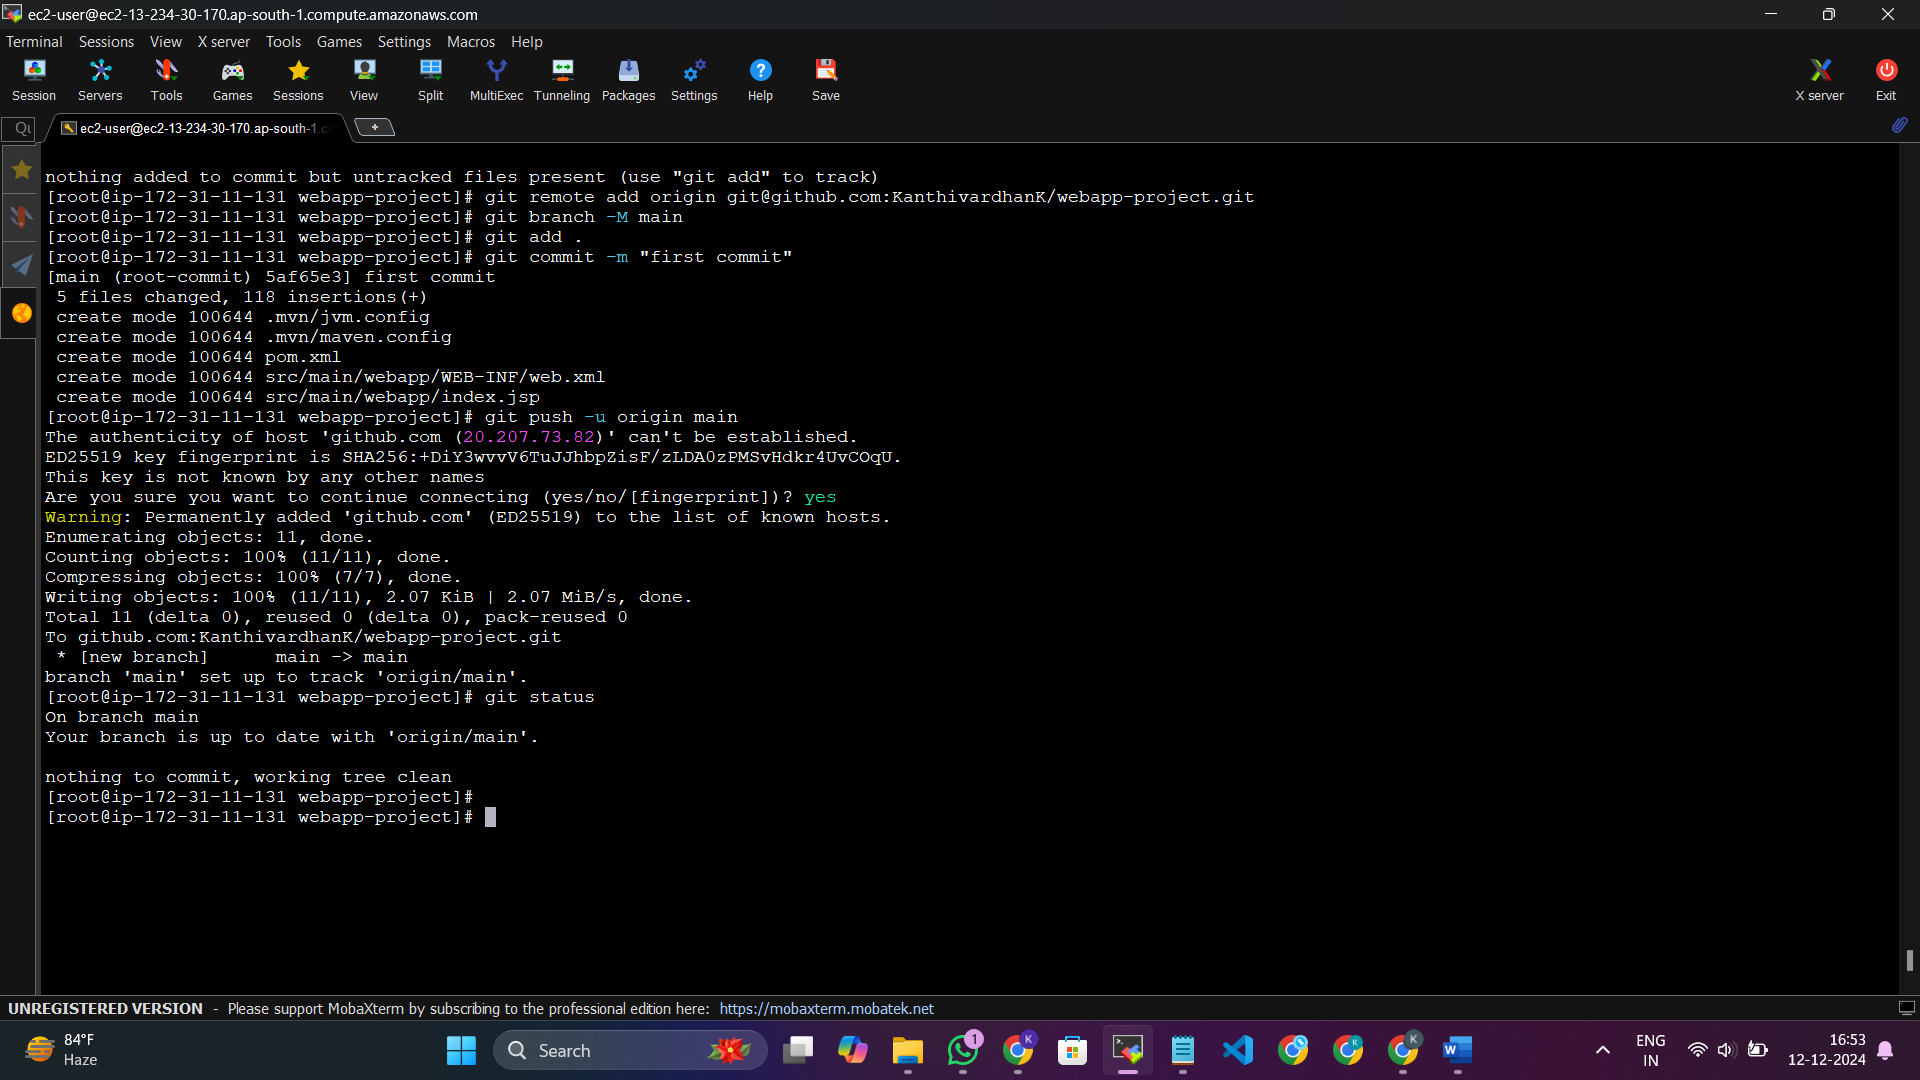 ec2-user@ec2-13-234-30-170.ap-south-1.compute.amazonaws.com
Terminal Sessions View X server Tools Games Settings Macros Help
Session Servers Tools Games Sessions View Split MultiExec Tunneling Packages Settings Help Save X server Exit
ec2-user@ec2-13-234-30-170.ap-south-1.co
nothing added to commit but untracked files present (use "git add" to track)
[root@ip-172-31-11-131 webapp-project]# git remote add origin git@github.com:KanthivardhanK/webapp-project.git
[root@ip-172-31-11-131 webapp-project]# git branch -M main
[root@ip-172-31-11-131 webapp-project]# git add .
[root@ip-172-31-11-131 webapp-project]# git commit -m "first commit"
[main (root-commit) 5af65e3] first commit
5 files changed, 118 insertions(+)
create mode 100644 .mvn/jvm.config
create mode 100644 .mvn/maven.config
create mode 100644 pom.xml
create mode 100644 src/main/webapp/WEB-INF/web.xml
create mode 100644 src/main/webapp/index.jsp
[root@ip-172-31-11-131 webapp-project]# git push -u origin main
The authenticity of host 'github.com (20.207.73.82)' can't be established.
ED25519 key fingerprint is SHA256:+DiY3wvvV6TuJJhbpZisF/zLDA0zPMSvHdkr4UvCOqU.
This key is not known by any other names
Are you sure you want to continue connecting (yes/no/[fingerprint])? yes
Warning: Permanently added 'github.com' (ED25519) to the list of known hosts.
Enumerating objects: 11, done.
Counting objects: 100% (11/11), done.
Compressing objects: 100% (7/7), done.
Writing objects: 100% (11/11), 2.07 KiB | 2.07 MiB/s, done.
Total 11 (delta 0), reused 0 (delta 0), pack-reused 0
To github.com:KanthivardhanK/webapp-project.git
* [new branch]      main -> main
branch 'main' set up to track 'origin/main'.
[root@ip-172-31-11-131 webapp-project]# git status
On branch main
Your branch is up to date with 'origin/main'.
nothing to commit, working tree clean
[root@ip-172-31-11-131 webapp-project]#
[root@ip-172-31-11-131 webapp-project]#
UNREGISTERED VERSION - Please support MobaXterm by subscribing to the professional edition here: https://mobaxterm.mobatek.net
84°F
Haze
Search
1
K
K
K
ENG
IN
16:53
12-12-2024